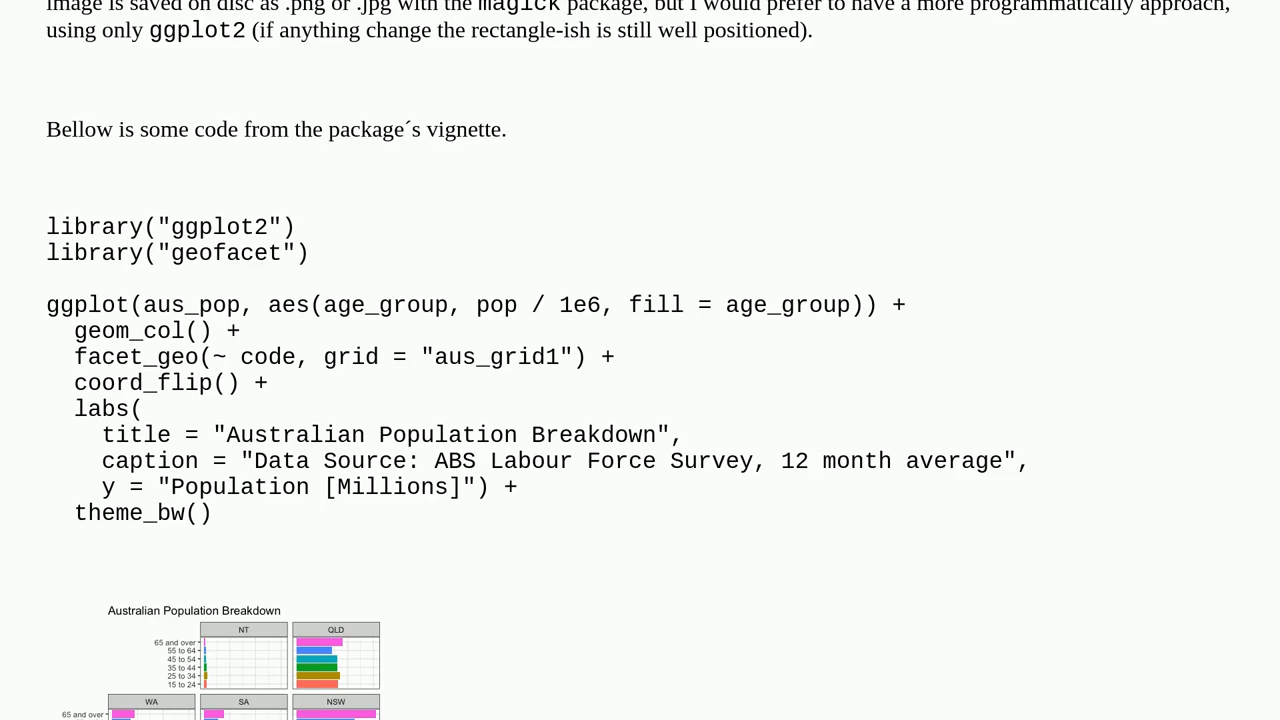 image is saved on disc as .png or .jpg with the magick package, but I would prefer to have a more programmatically approach,
using only ggplot2 (if anything change the rectangle-ish is still well positioned).
Bellow is some code from the package´s vignette.
library("ggplot2")
library("geofacet")
ggplot(aus_pop, aes(age_group, pop / 1e6, fill = age_group)) +
  geom_col() +
  facet_geo(~ code, grid = "aus_grid1") +
  coord_flip() +
  labs(
    title = "Australian Population Breakdown",
    caption = "Data Source: ABS Labour Force Survey, 12 month average",
    y = "Population [Millions]") +
  theme_bw()
Australian Population Breakdown
NT QLD
65 and over
55 to 64
45 to 54
35 to 44
25 to 34
15 to 24
WA SA NSW
65 and over